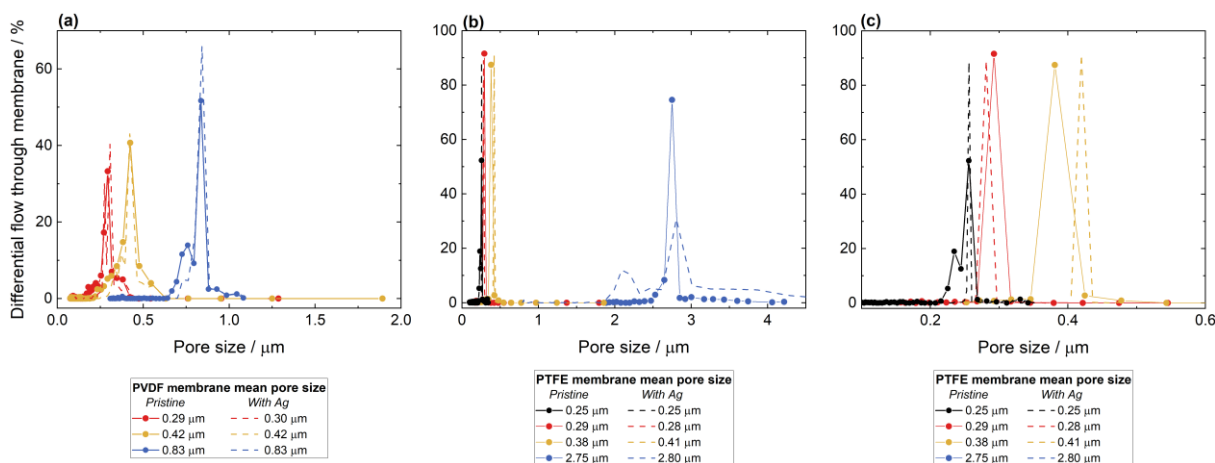 (a)
(b)
(c)
Differential flow through membrane / %
60
40
20
0
0.0 0.5 1.0 1.5 2.0
Pore size / μm
100
80
60
40
20
0
0 1 2 3 4
Pore size / μm
100
80
60
40
20
0
0.2 0.4 0.6
Pore size / μm
PVDF membrane mean pore size
Pristine With Ag
0.29 μm 0.30 μm
0.42 μm 0.42 μm
0.83 μm 0.83 μm
PTFE membrane mean pore size
Pristine With Ag
0.25 μm 0.25 μm
0.29 μm 0.28 μm
0.38 μm 0.41 μm
2.75 μm 2.80 μm
PTFE membrane mean pore size
Pristine With Ag
0.25 μm 0.25 μm
0.29 μm 0.28 μm
0.38 μm 0.41 μm
2.75 μm 2.80 μm